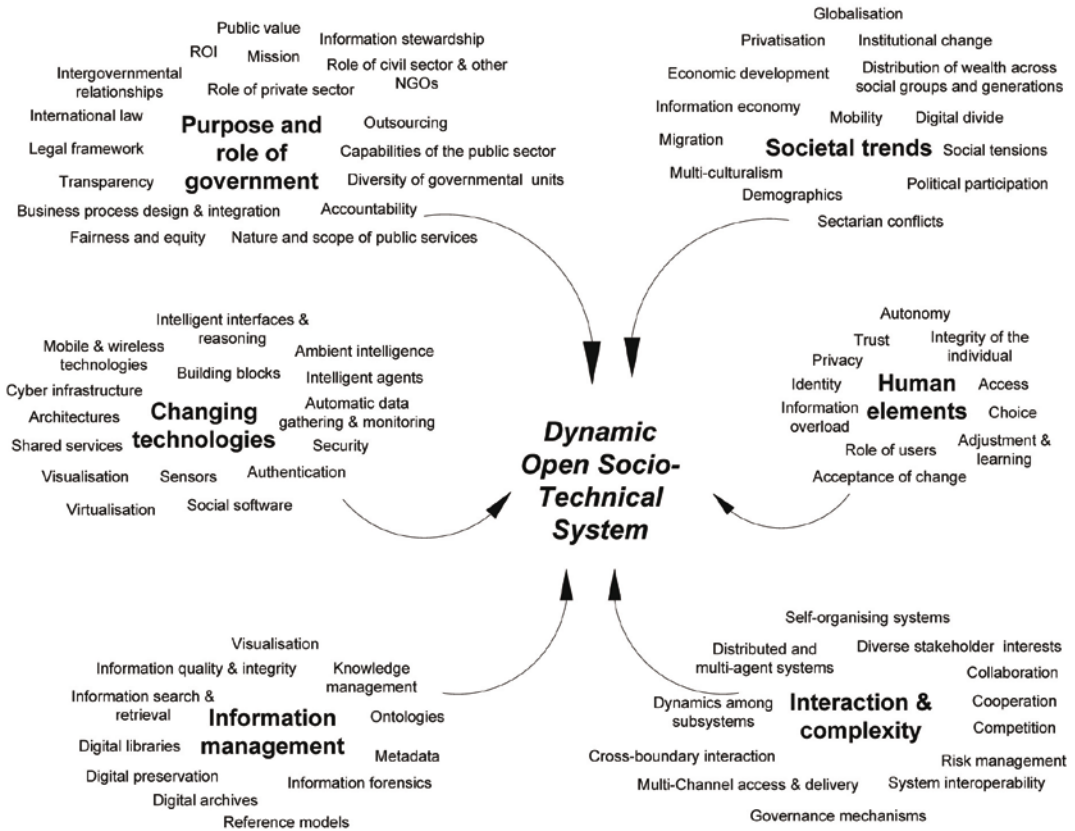 Public value
ROI
Mission
Information stewardship
Intergovernmental
relationships
Role of private sector
Role of civil sector & other
NGOs
International law
Purpose and
role of
government
Outsourcing
Legal framework
Capabilities of the public sector
Transparency
Diversity of governmental units
Business process design & integration
Accountability
Fairness and equity
Nature and scope of public services
Globalisation
Privatisation
Institutional change
Economic development
Distribution of wealth across
social groups and generations
Information economy
Mobility
Digital divide
Migration
Societal trends
Social tensions
Multi-culturalism
Demographics
Political participation
Sectarian conflicts
Intelligent interfaces &
reasoning
Mobile & wireless
technologies
Building blocks
Ambient intelligence
Cyber infrastructure
Intelligent agents
Architectures
Changing
technologies
Automatic data
gathering & monitoring
Shared services
Security
Visualisation
Sensors
Authentication
Virtualisation
Social software
Dynamic
Open Socio-
Technical
System
Autonomy
Trust
Integrity of the
individual
Privacy
Identity
Human
elements
Access
Information
overload
Choice
Role of users
Adjustment &
learning
Acceptance of change
Visualisation
Information quality & integrity
Knowledge
management
Information search &
retrieval
Information
management
Ontologies
Digital libraries
Metadata
Digital preservation
Information forensics
Digital archives
Reference models
Self-organising systems
Distributed and
multi-agent systems
Diverse stakeholder interests
Collaboration
Dynamics among
subsystems
Interaction &
complexity
Cooperation
Competition
Cross-boundary interaction
Risk management
Multi-Channel access & delivery
System interoperability
Governance mechanisms